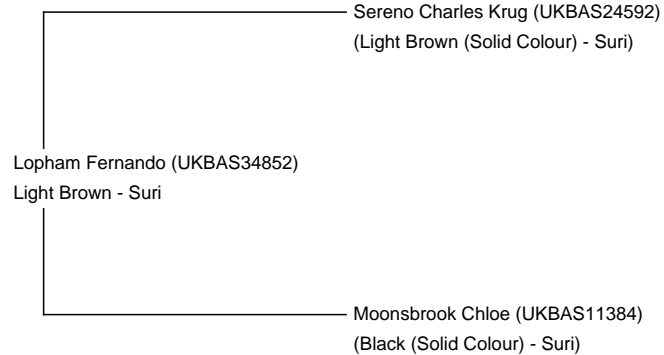 Sereno Charles Krug (UKBAS24592)
(Light Brown (Solid Colour) - Suri)
Lopham Fernando (UKBAS34852)
Light Brown - Suri
Moonsbrook Chloe (UKBAS11384)
(Black (Solid Colour) - Suri)